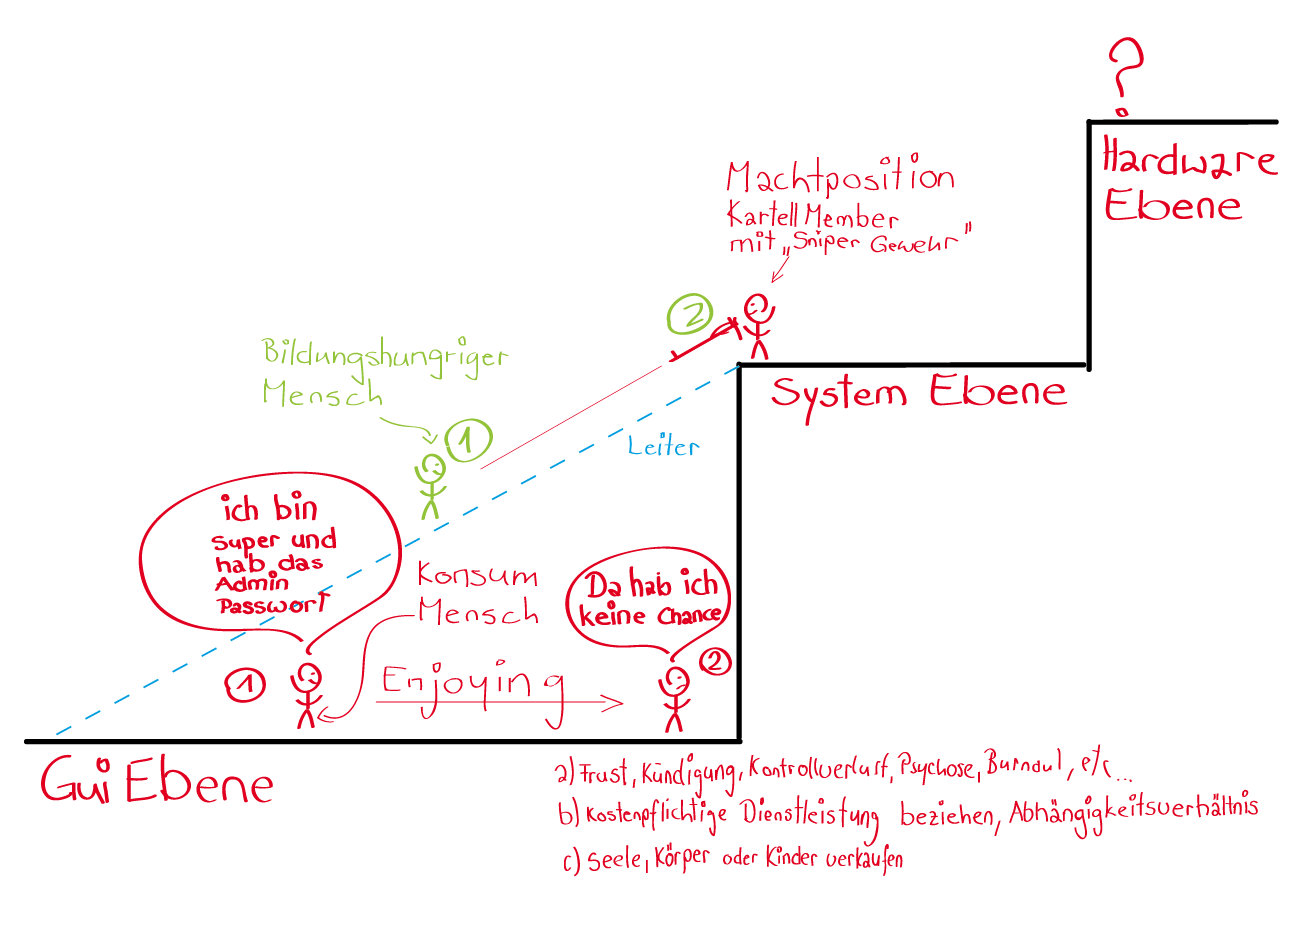 ?
Hardware
Ebene
Machtposition
Kartell Member
mit „Sniper Gewehr"
2
Bildungshungriger
Mensch
1
System Ebene
Leiter
ich bin
Super und
hab das
Admin
Passwort
Konsum
Mensch
Da hab ich
keine Chance
1
Enjoying
2
Gui Ebene
a) Frust, Kündigung, Kontrollverlust, Psychose, Burnout, etc...
b) Kostenpflichtige Dienstleistung beziehen, Abhängigkeitsverhältnis
c) Seele, Körper oder Kinder verkaufen